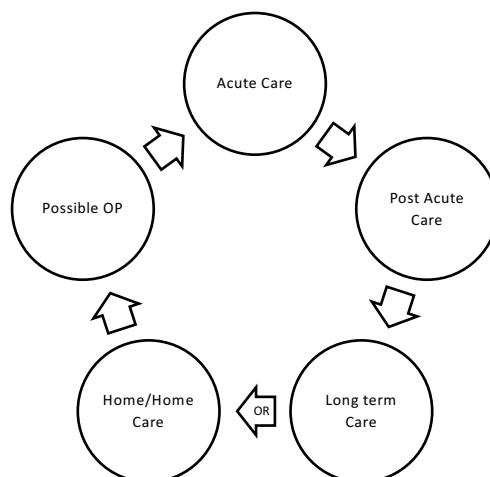 Acute Care
Post Acute
Care
Long term
Care
OR
Home/Home
Care
Possible OP